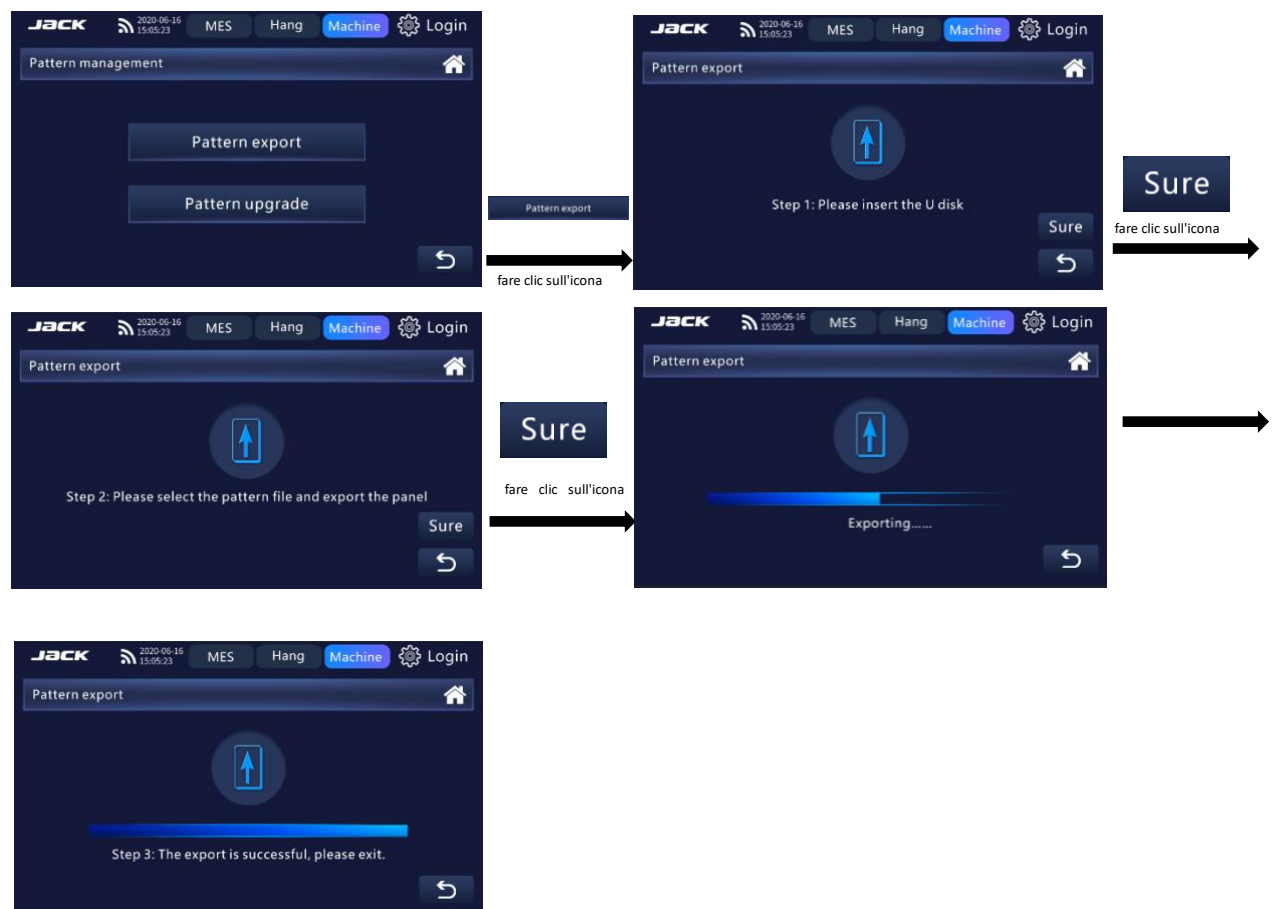 JACK 2020-06-16 15:05:23 MES Hang Machine Login
Pattern management
Pattern export
Pattern upgrade
Pattern export
fare clic sull'icona
JACK 2020-06-16 15:05:23 MES Hang Machine Login
Pattern export
Step 1: Please insert the U disk
Sure
Sure
fare clic sull'icona
JACK 2020-06-16 15:05:23 MES Hang Machine Login
Pattern export
Step 2: Please select the pattern file and export the panel
Sure
Sure
fare clic sull'icona
JACK 2020-06-16 15:05:23 MES Hang Machine Login
Pattern export
Exporting......
JACK 2020-06-16 15:05:23 MES Hang Machine Login
Pattern export
Step 3: The export is successful, please exit.